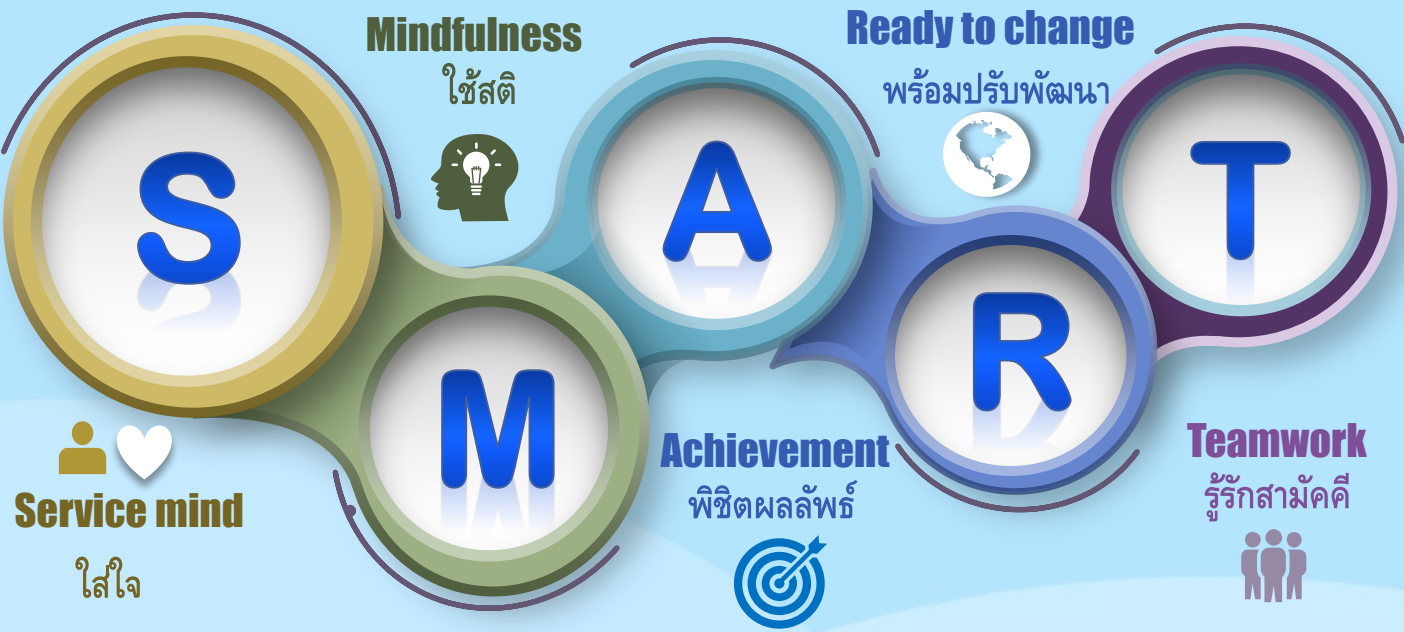 S
Service mind
ใส่ใจ
Mindfulness
ใช้สติ
M
A
Achievement
พิชิตผลลัพธ์
Ready to change
พร้อมปรับพัฒนา
R
T
Teamwork
รู้รักสามัคคี